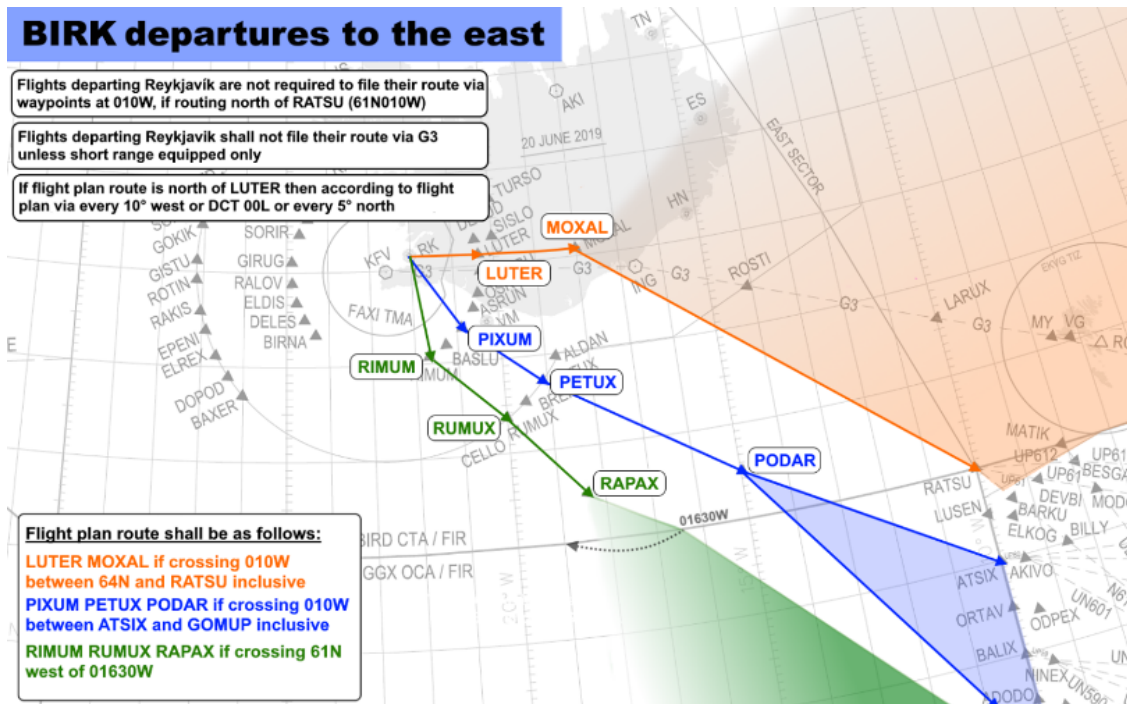 BIRK departures to the east
Flights departing Reykjavík are not required to file their route via
waypoints at 010W, if routing north of RATSU (61N010W)
Flights departing Reykjavik shall not file their route via G3
unless short range equipped only
If flight plan route is north of LUTER then according to flight
plan via every 10° west or DCT 00L or every 5° north
TN
AKI
ES
20 JUNE 2019
EAST SECTOR
TURSO
SISLO
HN
GOKIK
SORIR
MOXAL
LUTER
RK
KFV
G3
LUTER
GISTU
GIRUG
G3
ING
G3
ROSTI
EKVG TIZ
ROTIN
RALOV
G3
LARUX
RAKIS
ELDIS
ASRUN
G3
MY
VG
DELES
FAXI TMA
VM
EPENI
BIRNA
PIXUM
ELREX
BASLU
ALDAN
RIMUM
DOPOD
PETUX
BAXER
RUMUX
CELLO RUMUX
MATIK
PODAR
UP612
RATSU
UP61
BESGA
RAPAX
DEVBI
LUSEN
BARKU
01630W
ELKOG
BILLY
BIRD CTA / FIR
GGX OCA / FIR
ATSIX
AKIVO
UN601
ORTAV
ODPEX
BALIX
NINEX
UN590
ADODO
Flight plan route shall be as follows:
LUTER MOXAL if crossing 010W
between 64N and RATSU inclusive
PIXUM PETUX PODAR if crossing 010W
between ATSIX and GOMUP inclusive
RIMUM RUMUX RAPAX if crossing 61N
west of 01630W